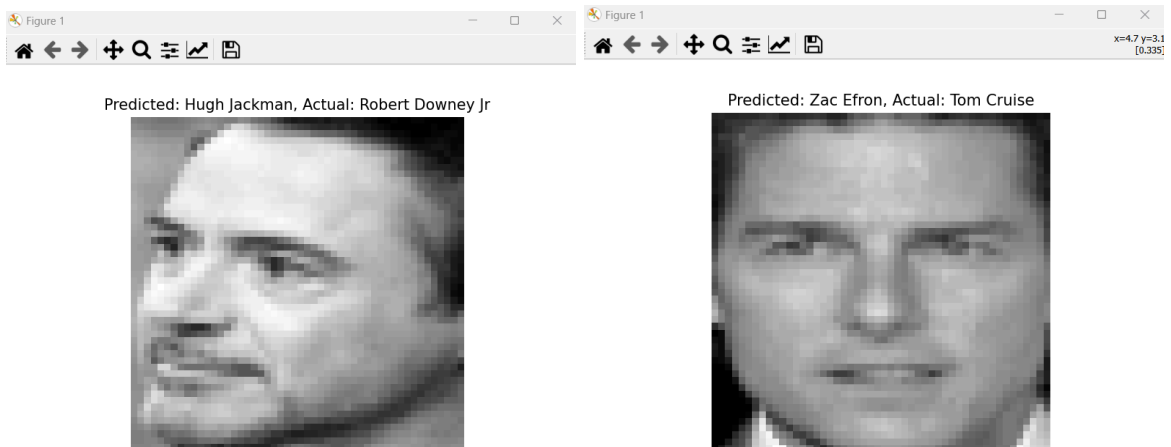 Figure 1
Figure 1
x=4.7 y=3.1
[0.335]
Predicted: Hugh Jackman, Actual: Robert Downey Jr
Predicted: Zac Efron, Actual: Tom Cruise